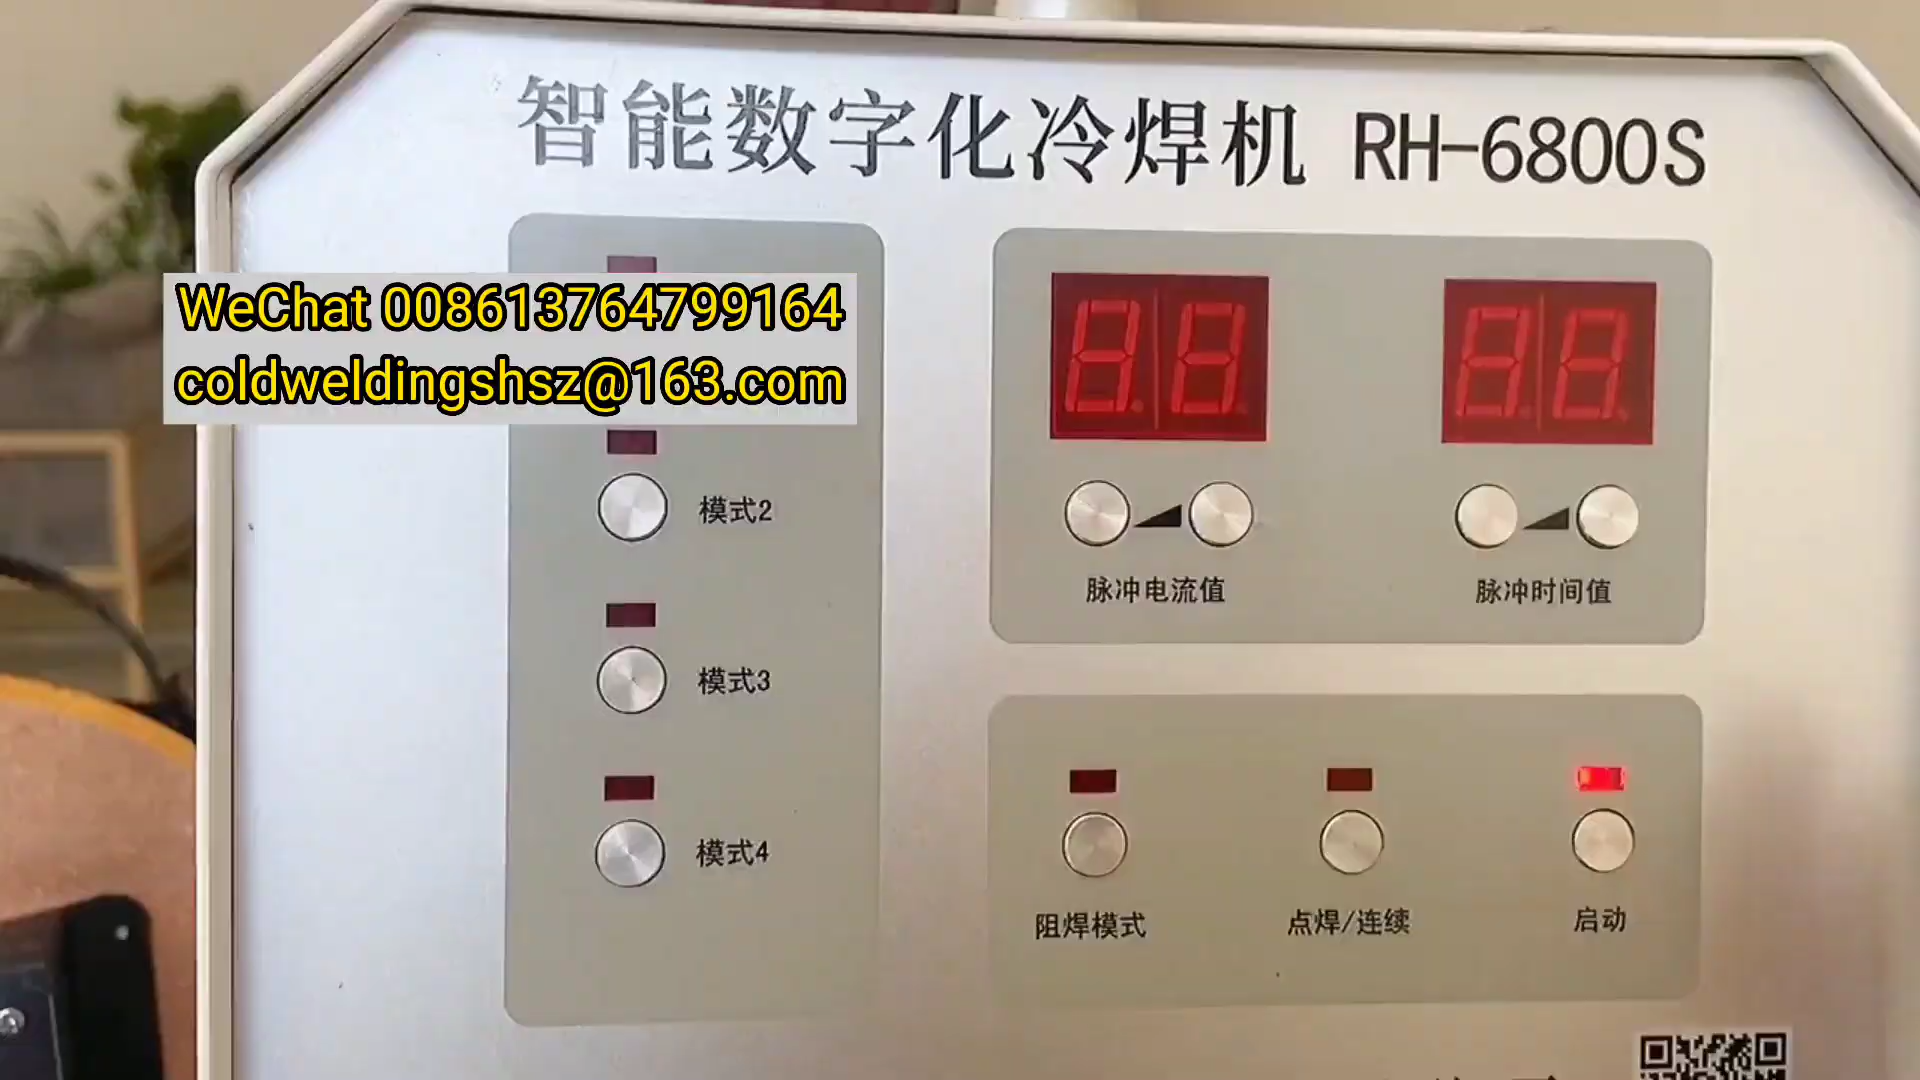 智能数字化冷焊机 RH-6800S
WeChat 008613764799164
coldweldingshsz@163.com
模式2
模式3
模式4
脉冲电流值
脉冲时间值
阻焊模式
点焊/连续
启动